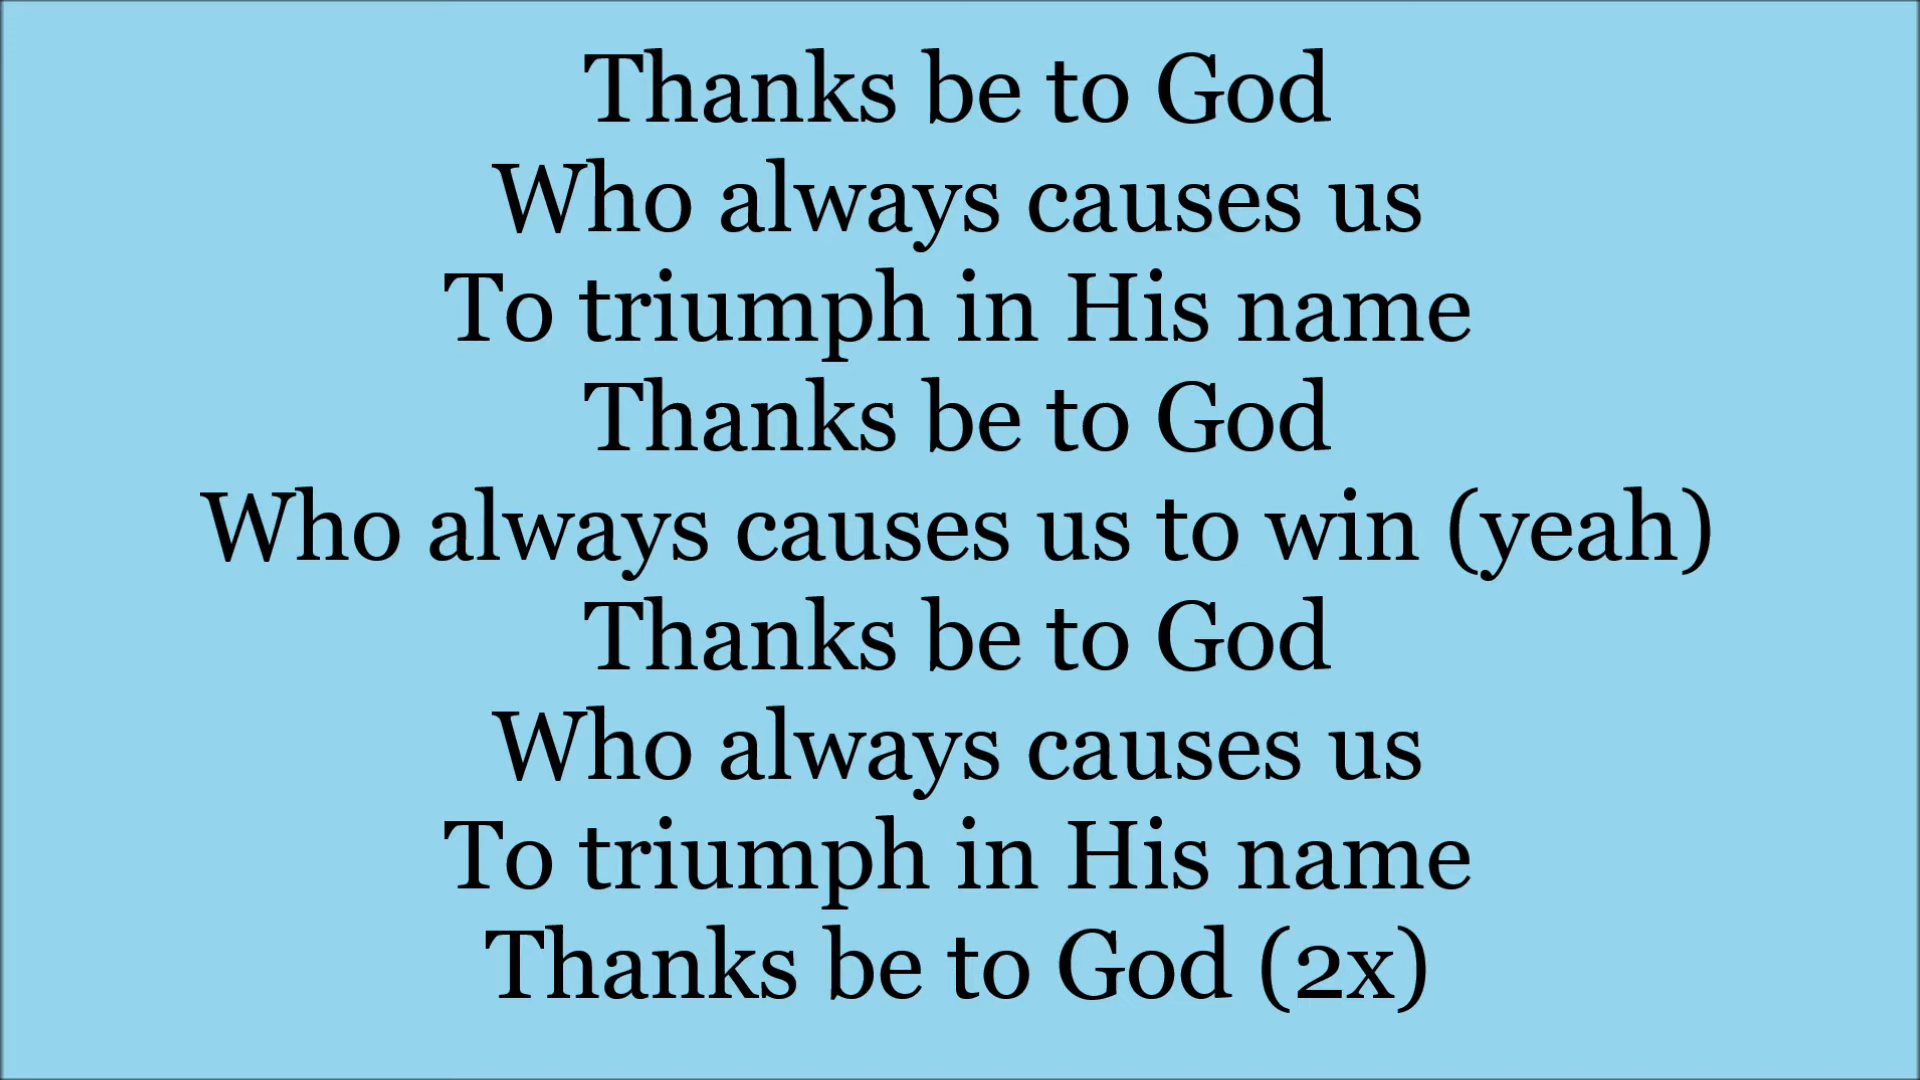 Thanks be to God
Who always causes us
To triumph in His name
Thanks be to God
Who always causes us to win (yeah)
Thanks be to God
Who always causes us
To triumph in His name
Thanks be to God (2x)